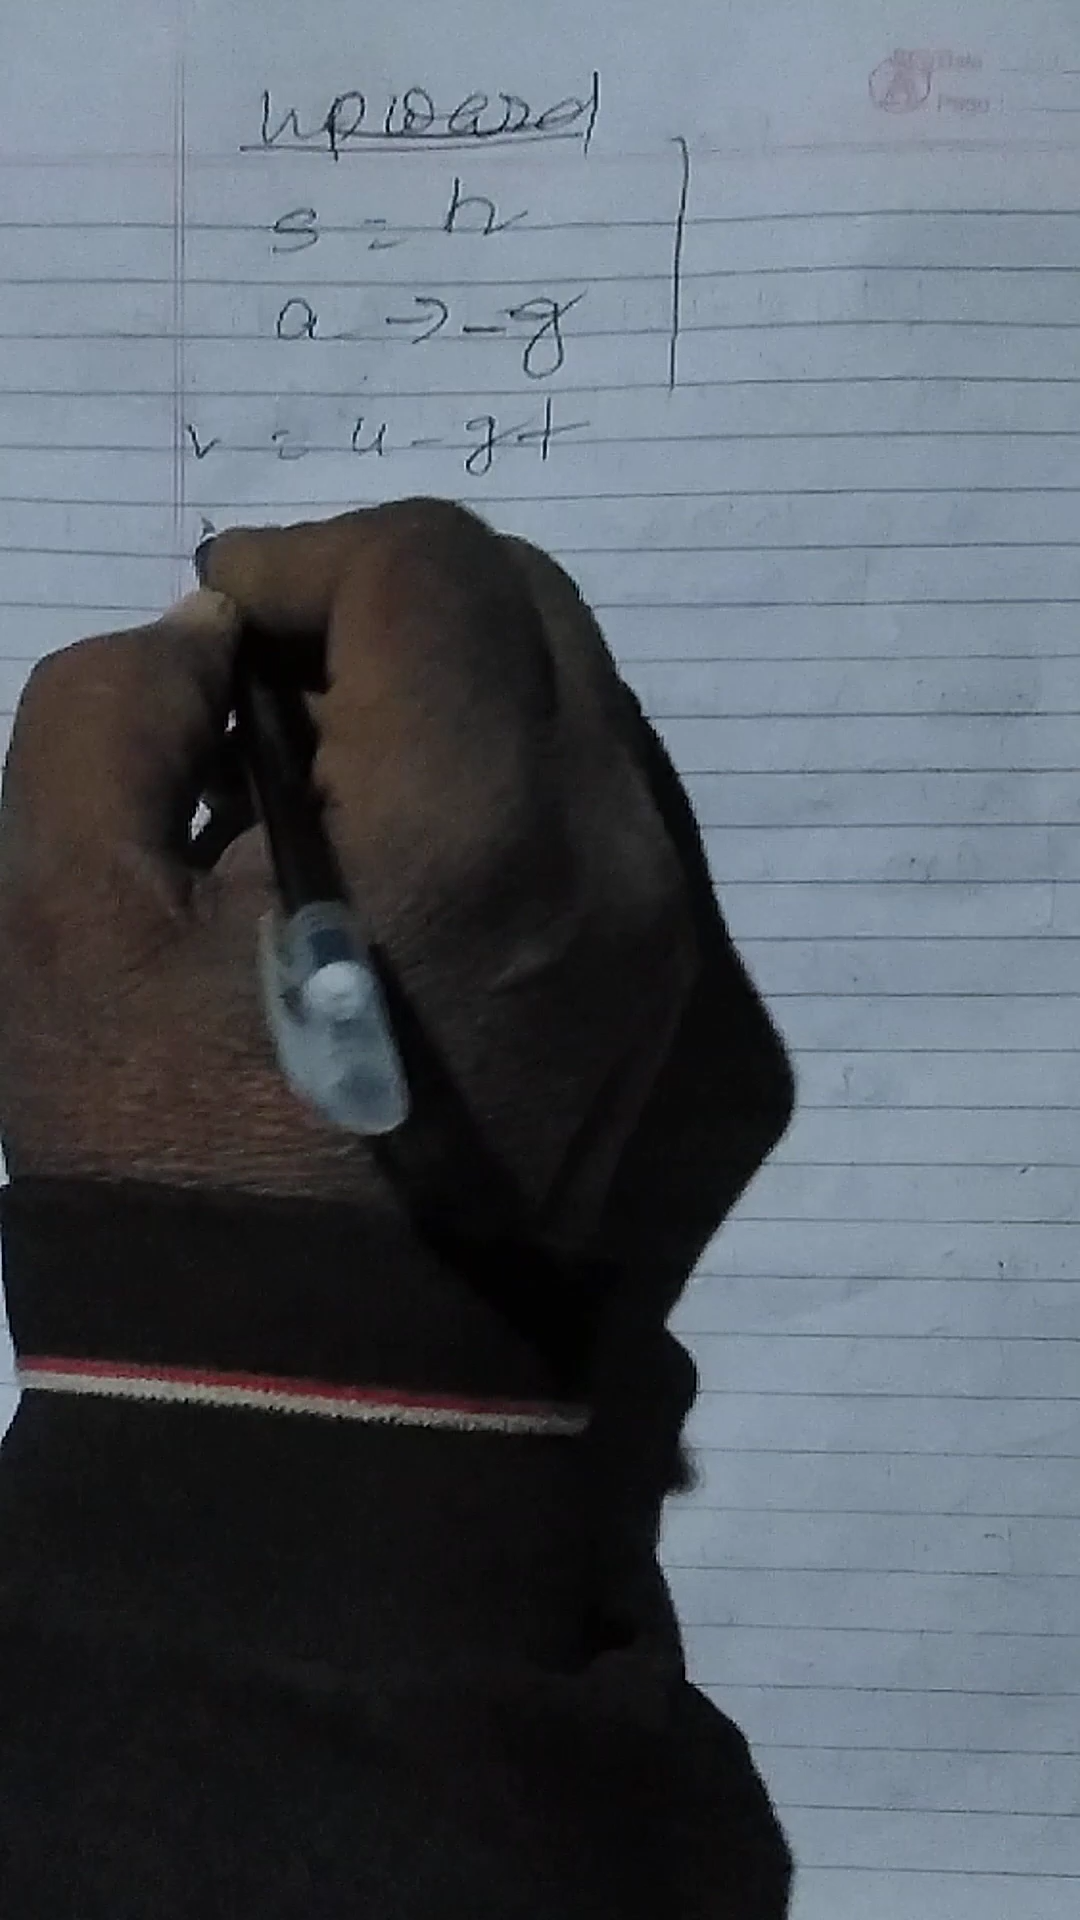 upward
s = h
a → -g
v = u - gt